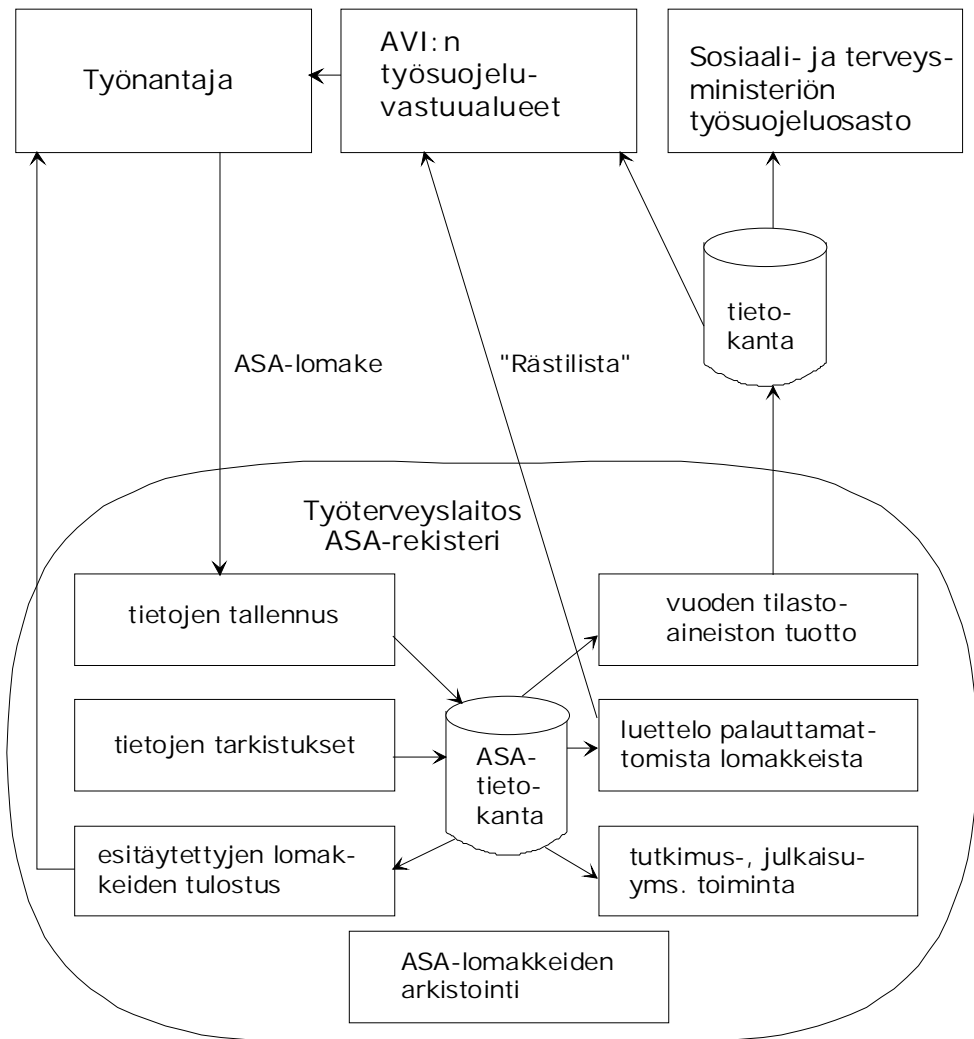 Työnantaja
AVI:n
työsuojelu-
vastuualueet
Sosiaali- ja terveys-
ministeriön
työsuojeluosasto
tieto-
kanta
ASA-lomake
"Rästilista"
Työterveyslaitos
ASA-rekisteri
tietojen tallennus
vuoden tilasto-
aineiston tuotto
tietojen tarkistukset
ASA-
tieto-
kanta
luettelo palauttamat-
tomista lomakkeista
esitäytettyjen lomak-
keiden tulostus
tutkimus-, julkaisu-
yms. toiminta
ASA-lomakkeiden
arkistointi